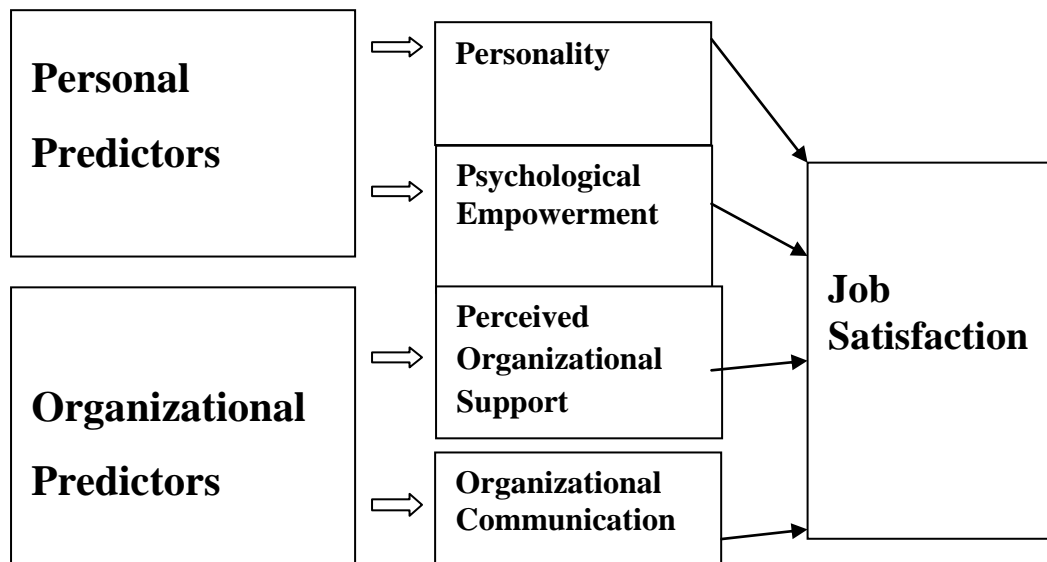 Personal
Predictors
Personality
Psychological
Empowerment
Organizational
Predictors
Perceived
Organizational
Support
Organizational
Communication
Job
Satisfaction